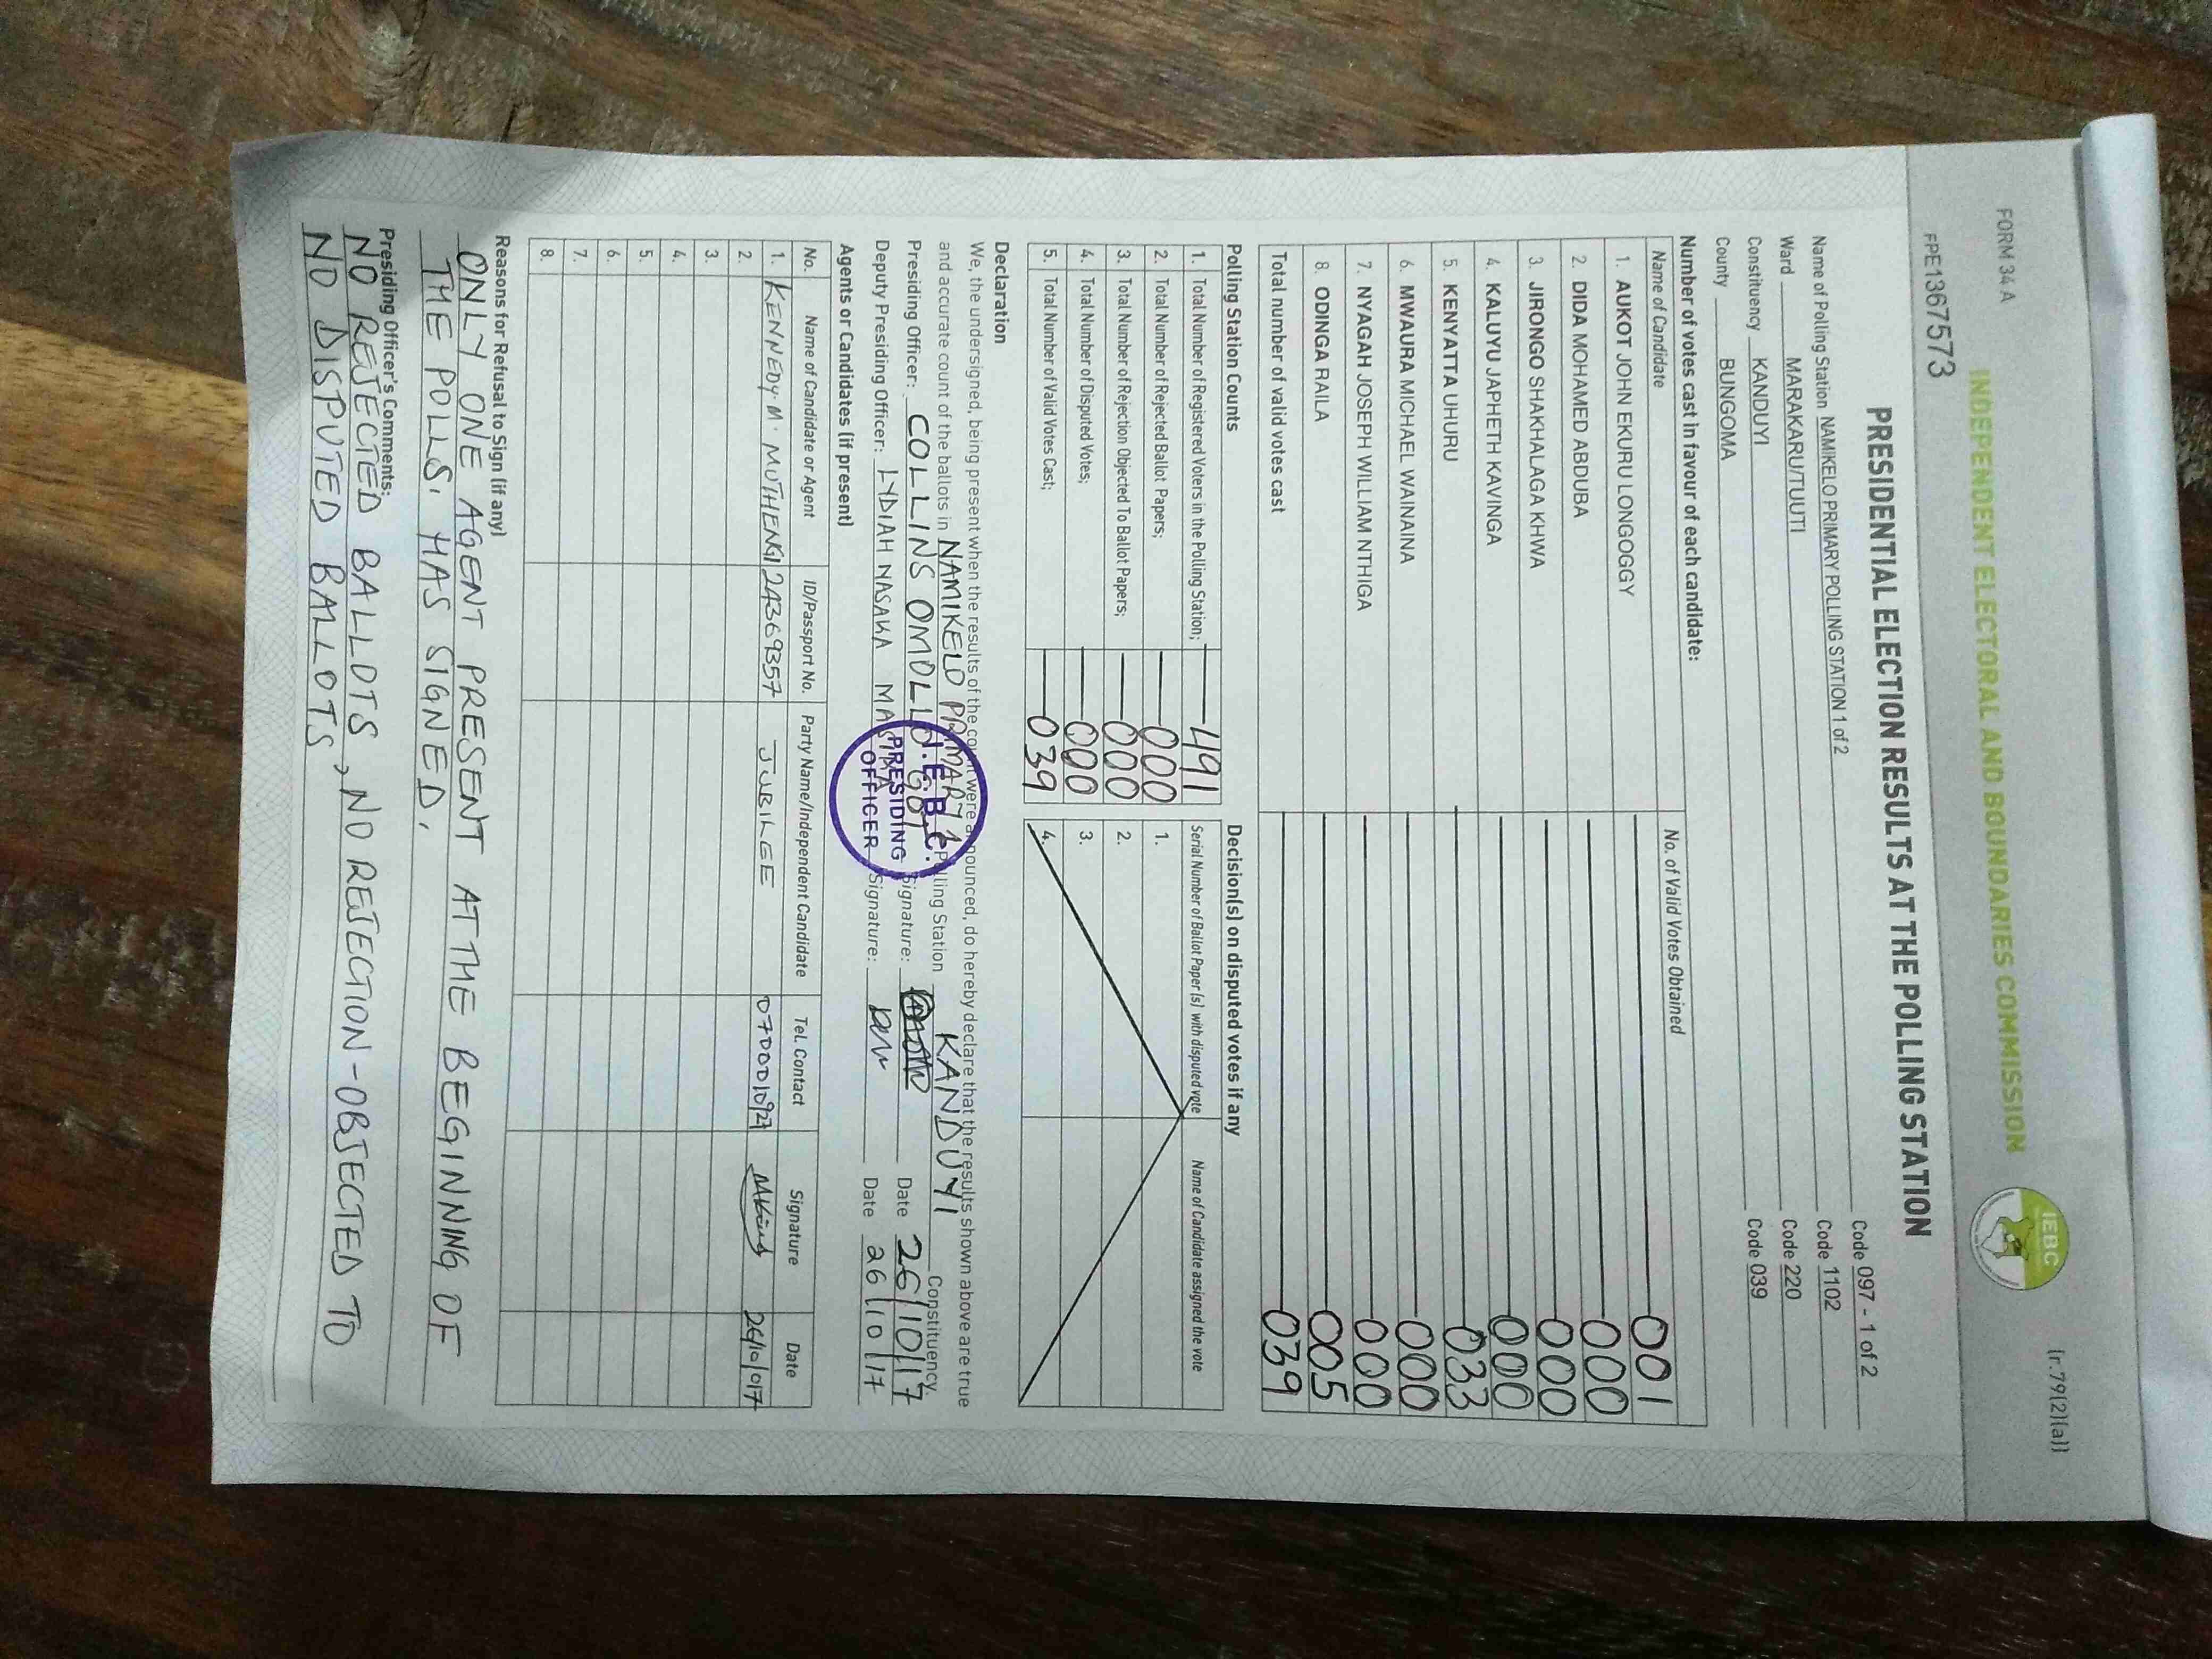 FORM 34 A
(r.79(2)(a))
INDEPENDENT ELECTORAL AND BOUNDARIES COMMISSION
IEBC
FPE1367573
PRESIDENTIAL ELECTION RESULTS AT THE POLLING STATION
Name of Polling Station NAMIKELO PRIMARY POLLING STATION 1 of 2 Code 097 - 1 of 2
Code 1102
Ward MARAKARU/TUUTI Code 220
Constituency KANDUYI Code 039
County BUNGOMA
Number of votes cast in favour of each candidate:
Name of Candidate No. of Valid Votes Obtained
1. AUKOT JOHN EKURU LONGOGGY 001
2. DIDA MOHAMED ABDUBA 000
3. JIRONGO SHAKHALAGA KHWA 000
4. KALUYU JAPHETH KAVINGA 000
5. KENYATTA UHURU 033
6. MWAURA MICHAEL WAINAINA 000
7. NYAGAH JOSEPH WILLIAM NTHIGA 000
8. ODINGA RAILA 005
Total number of valid votes cast 039
Polling Station Counts
1. Total Number of Registered Voters in the Polling Station; 491
2. Total Number of Rejected Ballot Papers; 000
3. Total Number of Rejection Objected To Ballot Papers; 000
4. Total Number of Disputed Votes; 000
5. Total Number of Valid Votes Cast; 039
Decision(s) on disputed votes if any
Serial Number of Ballot Paper(s) with disputed vote Name of Candidate assigned the vote
1.
2.
3.
4.
Declaration
We, the undersigned, being present when the results of the count were announced, do hereby declare that the results shown above are true
and accurate count of the ballots in NAMIKELO PRIMARY 1 Polling Station KANDUYI Constituency.
Presiding Officer: COLLINS OMOLLO Signature: Date 26/10/17
Deputy Presiding Officer: LYDIAH NASAKA Signature: Date 26/10/17
I.E.B.C.
PRESIDING
OFFICER
Agents or Candidates (if present)
No. Name of Candidate or Agent ID/Passport No. Party Name/Independent Candidate Tel. Contact Signature Date
1. KENNEDY M. MUTHENGI 24369357 JUBILEE 26/10/017
2.
3.
4.
5.
6.
7.
8.
Reasons for Refusal to Sign (if any)
ONLY ONE AGENT PRESENT AT THE BEGINNING OF
THE POLLS. HAS SIGNED.
Presiding Officer's Comments:
NO REJECTED BALLOTS, NO REJECTION-OBJECTED TO
NO DISPUTED BALLOTS